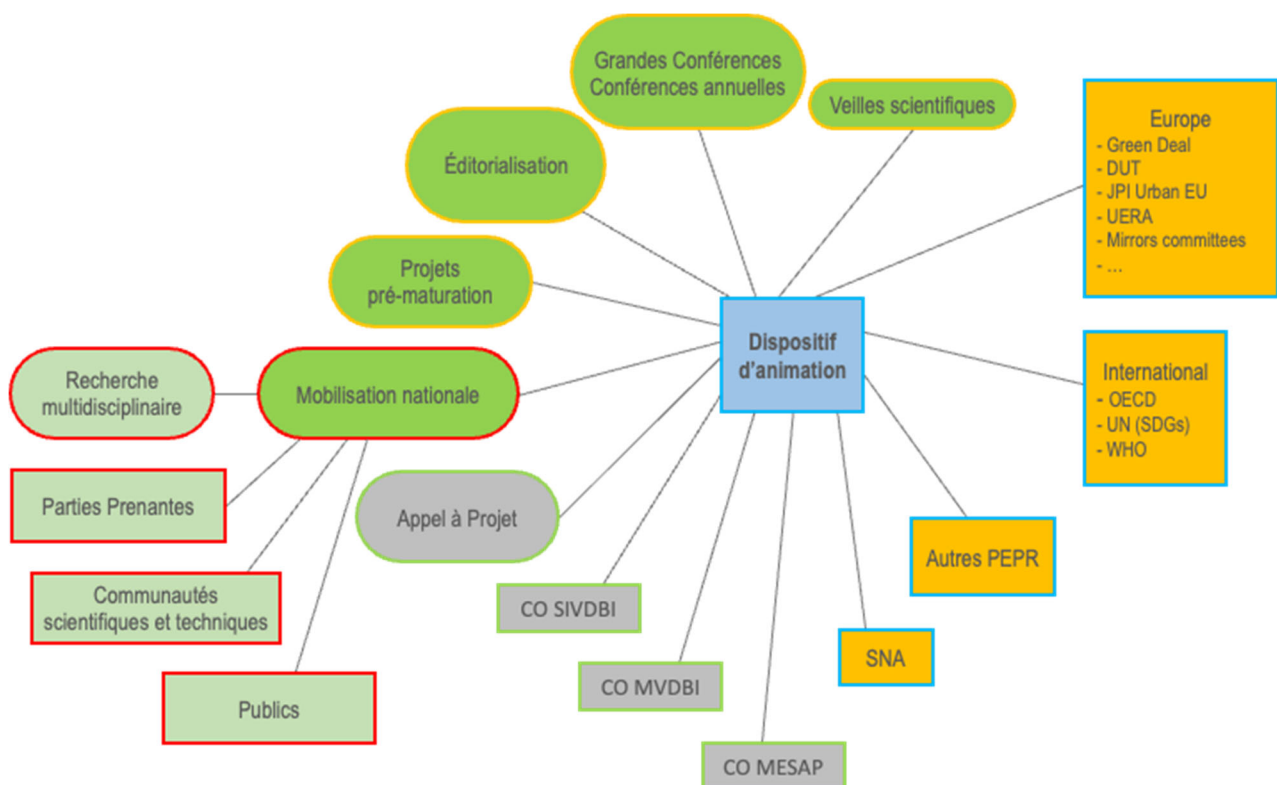 Grandes Conférences
Conférences annuelles
Veilles scientifiques
Éditorialisation
Projets
pré-maturation
Europe
- Green Deal
- DUT
- JPI Urban EU
- UERA
- Mirrors committees
- ...
Dispositif
d'animation
Recherche
multidisciplinaire
Mobilisation nationale
International
- OECD
- UN (SDGs)
- WHO
Parties Prenantes
Appel à Projet
Autres PEPR
Communautés
scientifiques et techniques
CO SIVDBI
SNA
CO MVDBI
Publics
CO MESAP